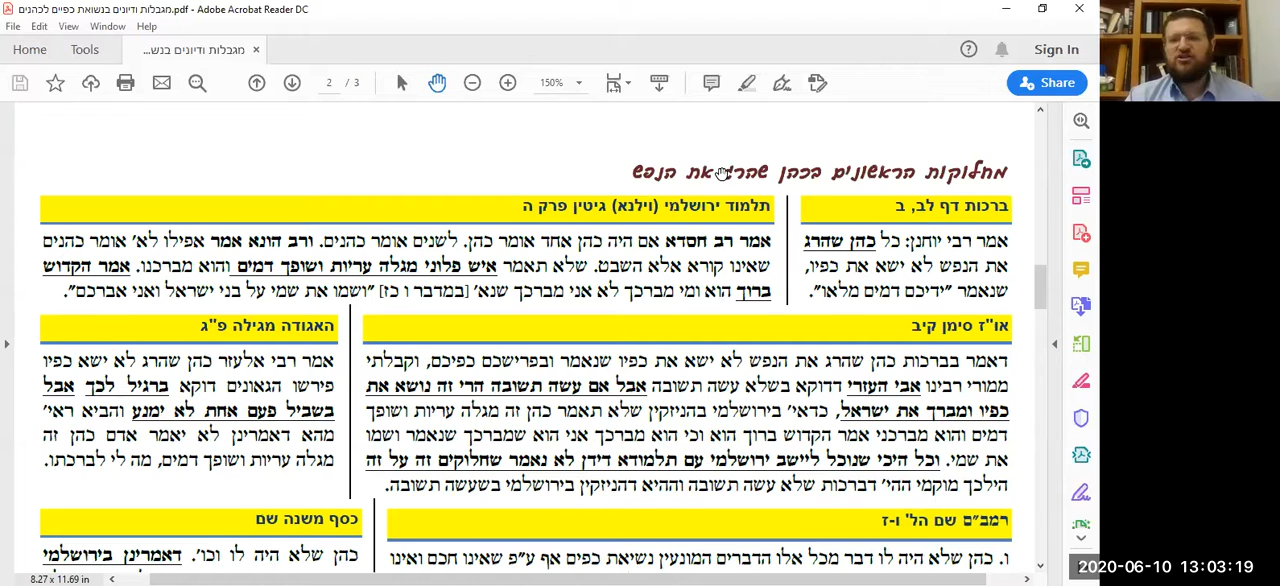 מגבלות ודיונים בנשואת כפיים לכהנים.pdf - Adobe Acrobat Reader DC
File Edit View Window Help
Home Tools מגבלות ודיונים בנש... × Sign In
2 / 3 150% Share
מחלוקות הראשונים בכהן שהרג את הנפש
ברכות דף לב, ב
אמר רבי יוחנן: כל כהן שהרג
את הנפש לא ישא את כפיו,
שנאמר "ידיכם דמים מלאו".
תלמוד ירושלמי (וילנא) גיטין פרק ה
אמר רב חסדא אם היה כהן אחד אומר כהן. לשנים אומר כהנים. ורב הונא אמר אפילו לא' אומר כהנים
שאינו קורא אלא השבט. שלא תאמר איש פלוני מגלה עריות ושופך דמים והוא מברכנו. אמר הקדוש
ברוך הוא ומי מברכך לא אני מברכך שנא' [במדבר ו כז] "ושמו את שמי על בני ישראל ואני אברכם".
או"ז סימן קיב
דאמר בברכות כהן שהרג את הנפש לא ישא את כפיו שנאמר ובפרישכם כפיכם, וקבלתי
ממורי רבינו אבי העזרי דדוקא בשלא עשה תשובה אבל אם עשה תשובה הרי זה נושא את
כפיו ומברך את ישראל, כדאי' בירושלמי בהניזקין שלא תאמר כהן זה מגלה עריות ושופך
דמים והוא מברכני אמר הקדוש ברוך הוא וכי הוא מברכך אני הוא שמברכך שנאמר ושמו
את שמי. וכל היכי שנוכל ליישב ירושלמי עם תלמודא דידן לא נאמר שחלוקים זה על זה
הילכך מוקמי ההי' דברכות שלא עשה תשובה וההיא דהניזקין בירושלמי בשעשה תשובה.
האגודה מגילה פ"ג
אמר רבי אלעזר כהן שהרג לא ישא כפיו
פירשו הגאונים דוקא ברגיל לכך אבל
בשביל פעם אחת לא ימנע והביא ראי'
מהא דאמרינן לא יאמר אדם כהן זה
מגלה עריות ושופך דמים, מה לי לברכתו.
רמב"ם שם הל' ו-ז
ו. כהן שלא היה לו דבר מכל אלו הדברים המונעין נשיאת כפים אף ע"פ שאינו חכם ואינו
כסף משנה שם
כהן שלא היה לו וכו'. דאמרינן בירושלמי
8.27 x 11.69 in
2020-06-10 13:03:19